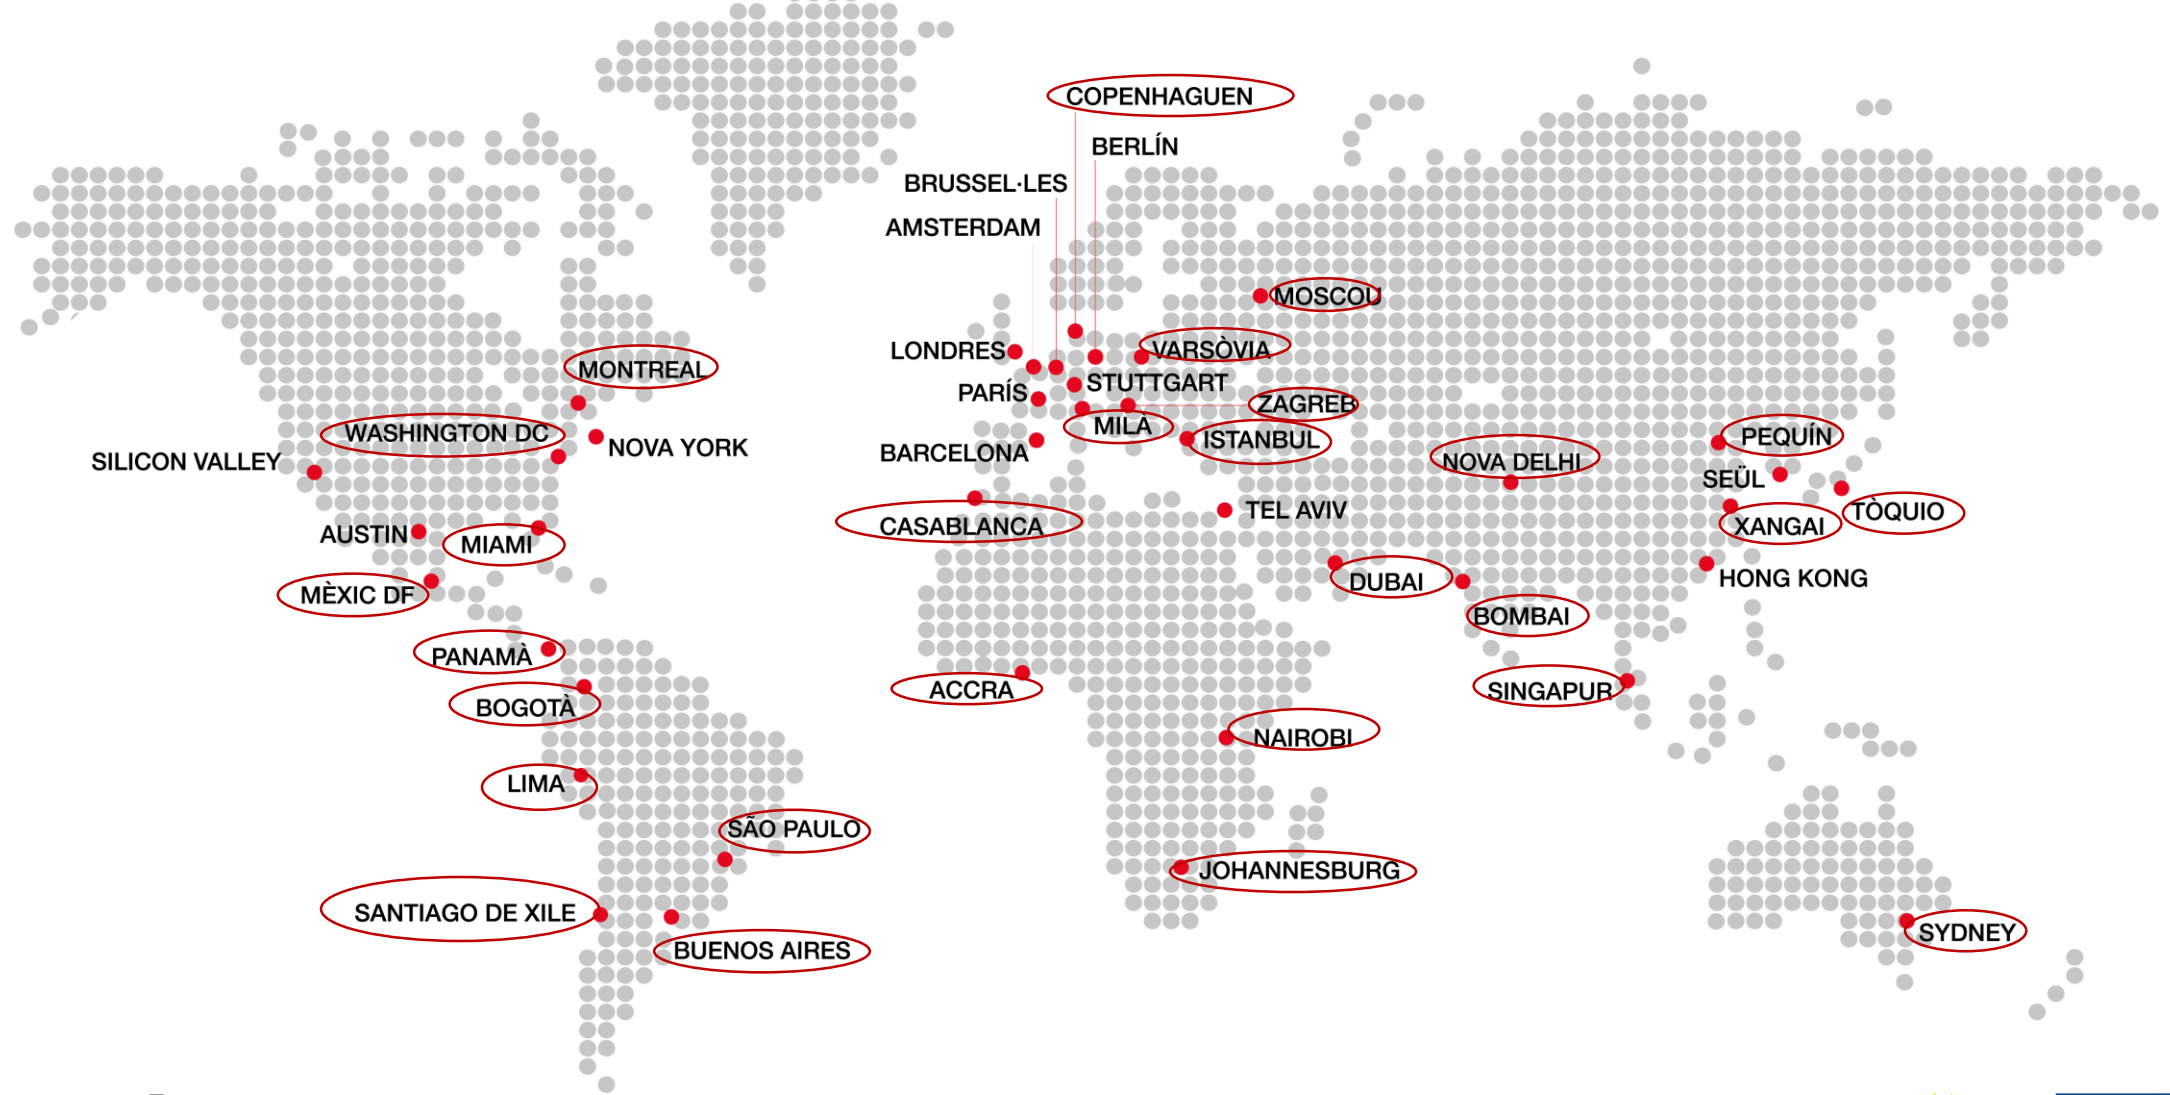 COPENHAGUEN
BERLÍN
BRUSSEL·LES
AMSTERDAM
MOSCOU
LONDRES
VARSÒVIA
MONTREAL
STUTTGART
PARÍS
ZAGREB
MILÀ
WASHINGTON DC
PEQUÍN
ISTANBUL
NOVA YORK
BARCELONA
SILICON VALLEY
NOVA DELHI
SEÜL
TEL AVIV
TÒQUIO
CASABLANCA
XANGAI
AUSTIN
MIAMI
HONG KONG
DUBAI
MÈXIC DF
BOMBAI
PANAMÀ
ACCRA
SINGAPUR
BOGOTÀ
NAIROBI
LIMA
SÃO PAULO
JOHANNESBURG
SANTIAGO DE XILE
SYDNEY
BUENOS AIRES